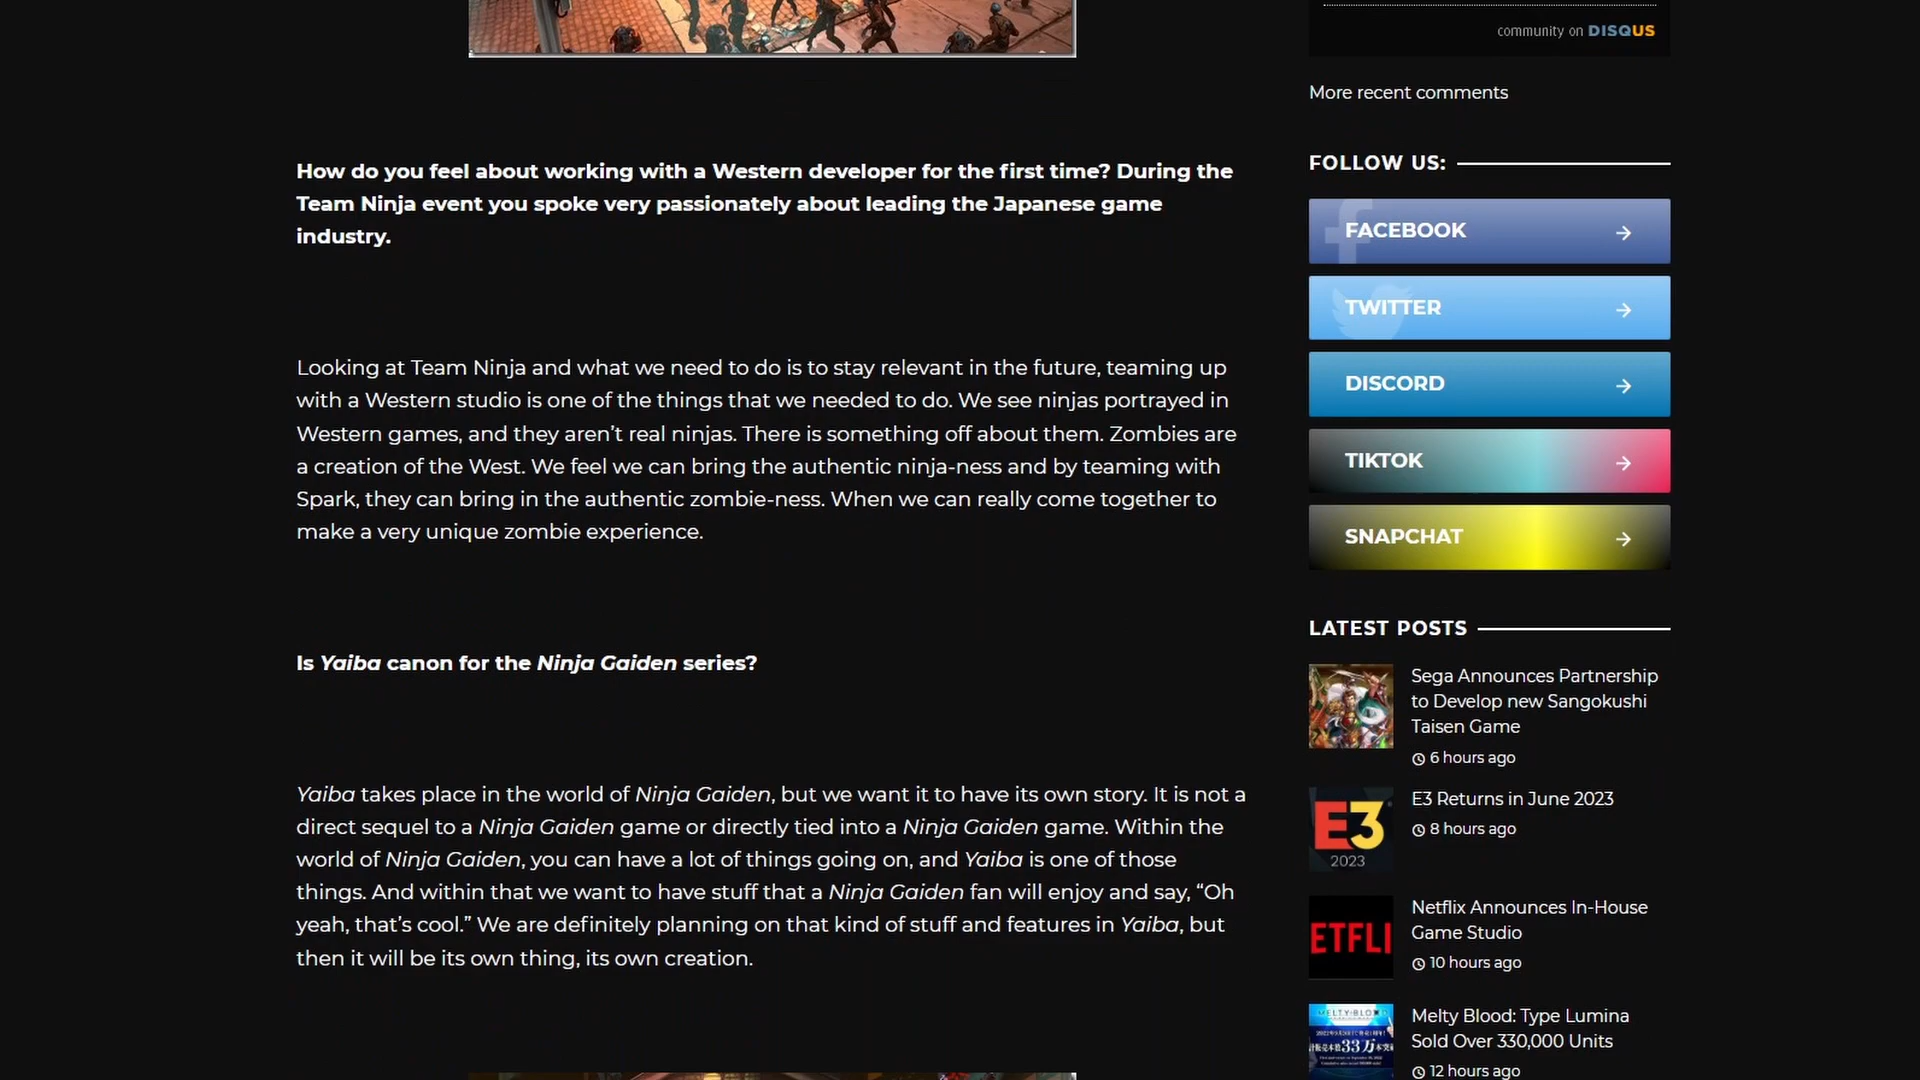 community on DISQUS
More recent comments
How do you feel about working with a Western developer for the first time? During the
Team Ninja event you spoke very passionately about leading the Japanese game
industry.
Looking at Team Ninja and what we need to do is to stay relevant in the future, teaming up
with a Western studio is one of the things that we needed to do. We see ninjas portrayed in
Western games, and they aren’t real ninjas. There is something off about them. Zombies are
a creation of the West. We feel we can bring the authentic ninja-ness and by teaming with
Spark, they can bring in the authentic zombie-ness. When we can really come together to
make a very unique zombie experience.
Is Yaiba canon for the Ninja Gaiden series?
Yaiba takes place in the world of Ninja Gaiden, but we want it to have its own story. It is not a
direct sequel to a Ninja Gaiden game or directly tied into a Ninja Gaiden game. Within the
world of Ninja Gaiden, you can have a lot of things going on, and Yaiba is one of those
things. And within that we want to have stuff that a Ninja Gaiden fan will enjoy and say, “Oh
yeah, that’s cool.” We are definitely planning on that kind of stuff and features in Yaiba, but
then it will be its own thing, its own creation.
FOLLOW US:
FACEBOOK
TWITTER
DISCORD
TIKTOK
SNAPCHAT
LATEST POSTS
Sega Announces Partnership
to Develop new Sangokushi
Taisen Game
6 hours ago
E3
2023
E3 Returns in June 2023
8 hours ago
ETFLI
Netflix Announces In-House
Game Studio
10 hours ago
MELTY BLOOD
33万本
Melty Blood: Type Lumina
Sold Over 330,000 Units
12 hours ago